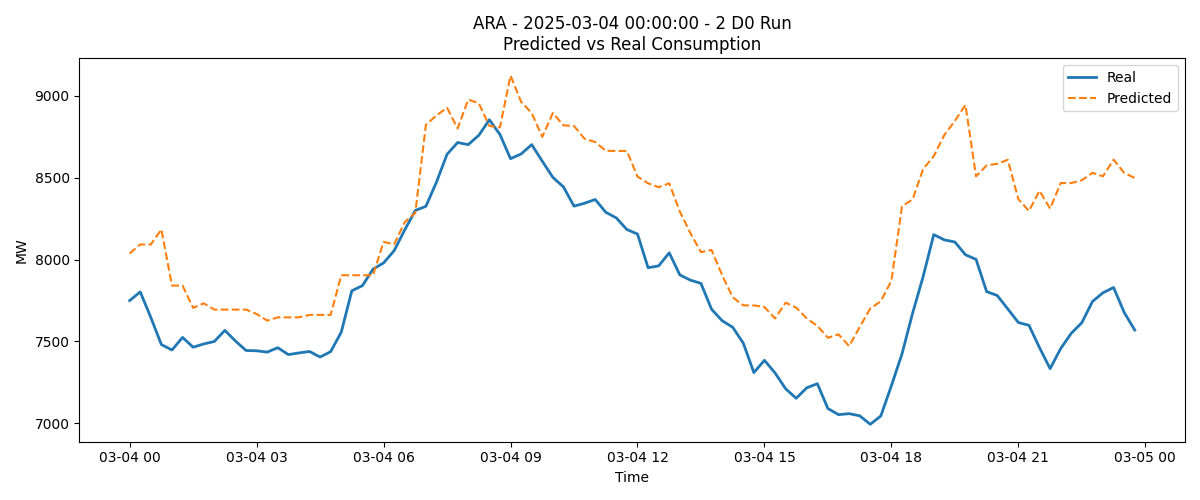 ARA - 2025-03-04 00:00:00 - 2 D0 Run
Predicted vs Real Consumption
Real
Predicted
MW
9000
8500
8000
7500
7000
03-04 00
03-04 03
03-04 06
03-04 09
03-04 12
03-04 15
03-04 18
03-04 21
03-05 00
Time